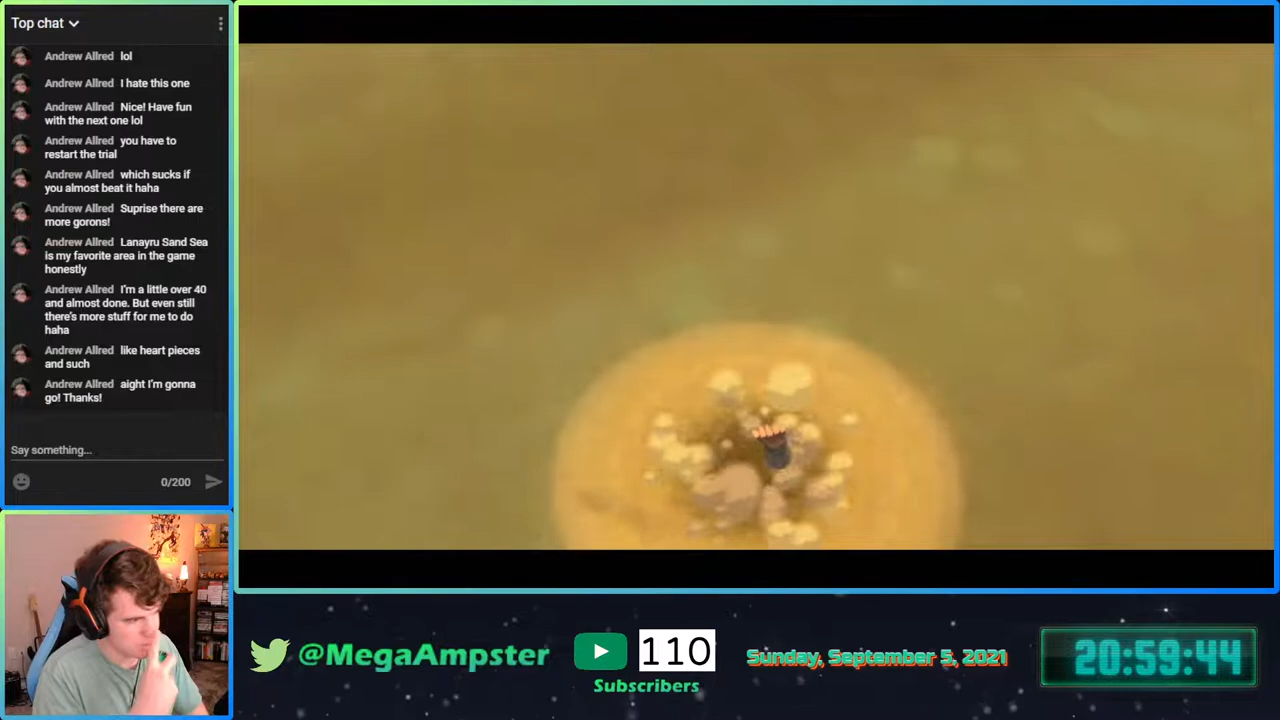 Top chat
Andrew Allred lol
Andrew Allred I hate this one
Andrew Allred Nice! Have fun
with the next one lol
Andrew Allred you have to
restart the trial
Andrew Allred which sucks if
you almost beat it haha
Andrew Allred Suprise there are
more gorons!
Andrew Allred Lanayru Sand Sea
is my favorite area in the game
honestly
Andrew Allred I'm a little over 40
and almost done. But even still
there's more stuff for me to do
haha
Andrew Allred like heart pieces
and such
Andrew Allred aight I'm gonna
go! Thanks!
Say something...
0/200
@MegaAmpster
110
Subscribers
Sunday, September 5, 2021
20:59:44